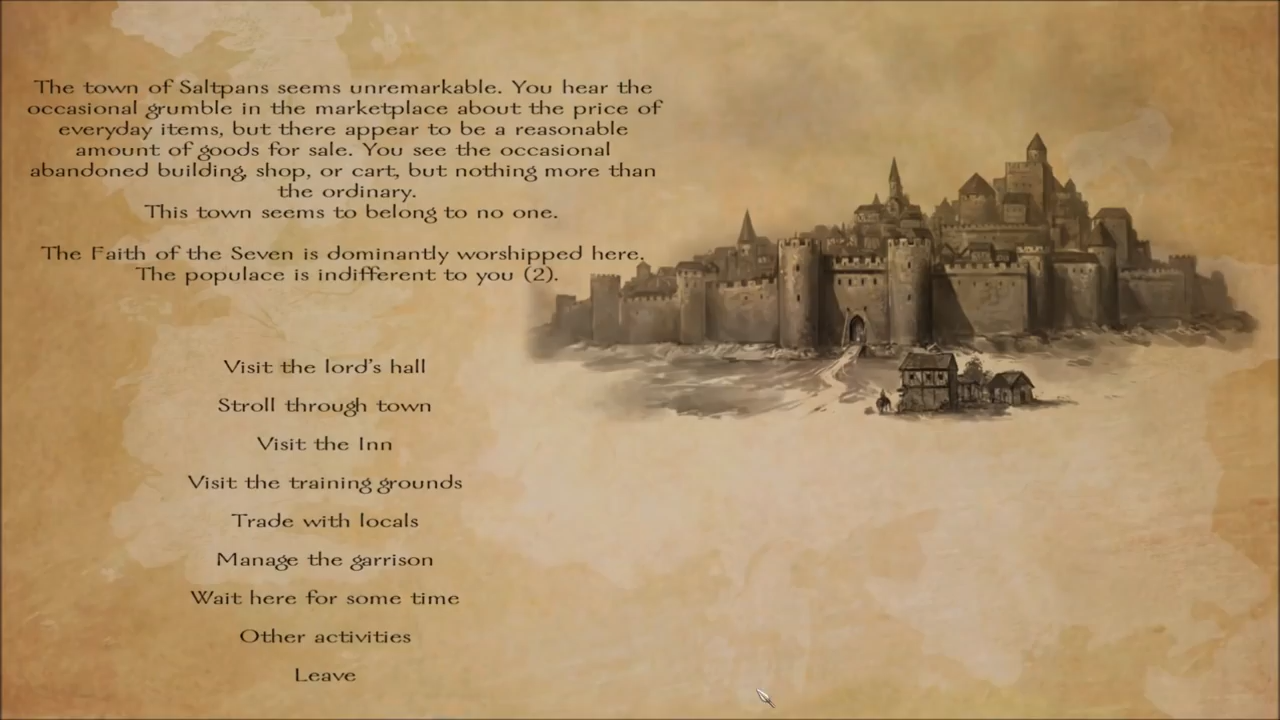 The town of Saltpans seems unremarkable. You hear the
occasional grumble in the marketplace about the price of
everyday items, but there appear to be a reasonable
amount of goods for sale. You see the occasional
abandoned building, shop, or cart, but nothing more than
the ordinary.
This town seems to belong to no one.
The Faith of the Seven is dominantly worshipped here.
The populace is indifferent to you (2).
Visit the lord's hall
Stroll through town
Visit the Inn
Visit the training grounds
Trade with locals
Manage the garrison
Wait here for some time
Other activities
Leave